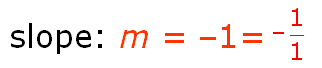 slope: m = –1= -1/1